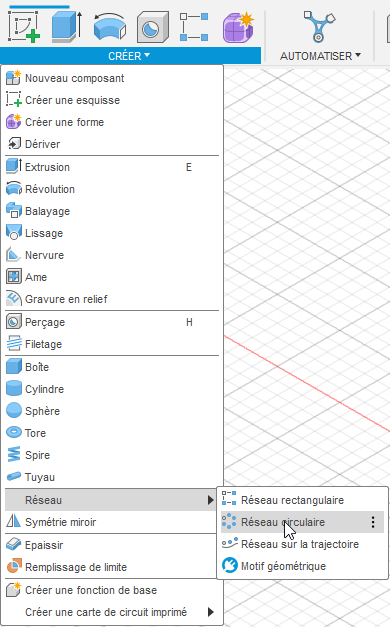 CRÉER
AUTOMATISER
Nouveau composant
Créer une esquisse
Créer une forme
Dériver
Extrusion E
Révolution
Balayage
Lissage
Nervure
Ame
Gravure en relief
Perçage H
Filetage
Boîte
Cylindre
Sphère
Tore
Spire
Tuyau
Réseau
Réseau rectangulaire
Réseau circulaire
Réseau sur la trajectoire
Motif géométrique
Symétrie miroir
Epaissir
Remplissage de limite
Créer une fonction de base
Créer une carte de circuit imprimé